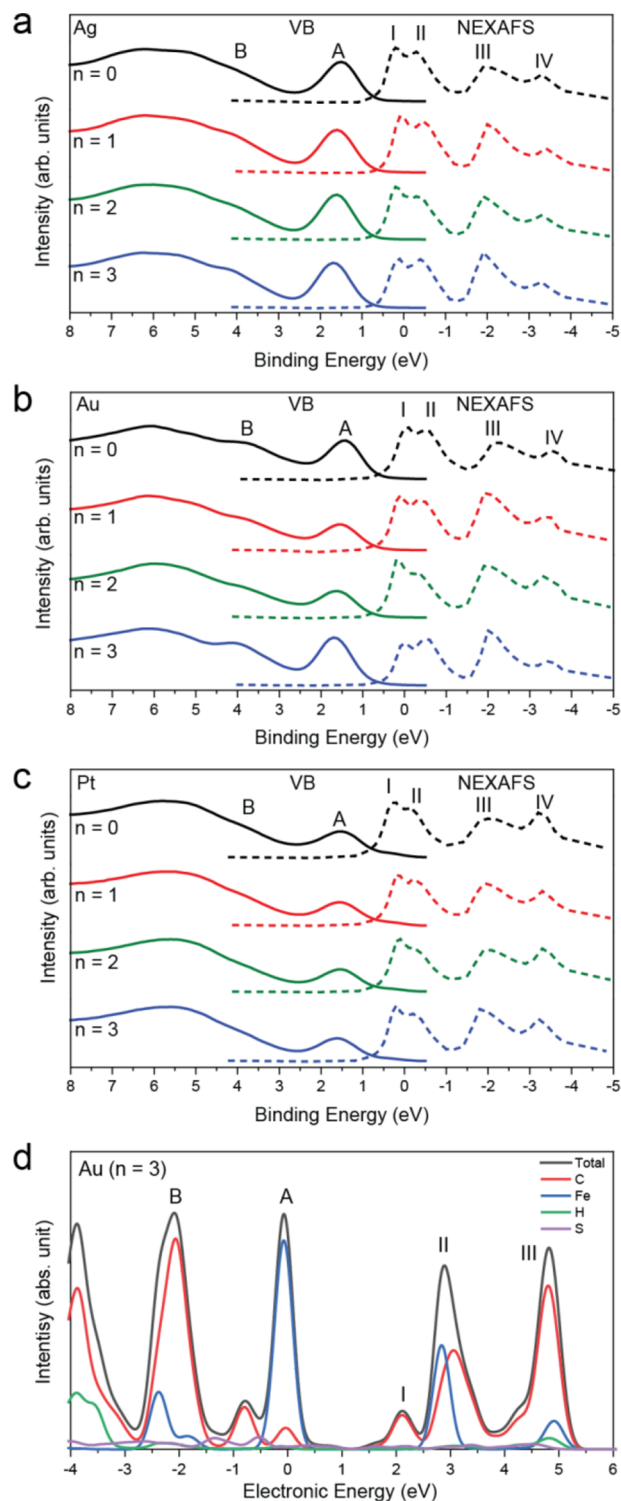 a
Ag VB NEXAFS
n = 0 B A I II III IV
n = 1
n = 2
n = 3
Intensity (arb. units)
8 7 6 5 4 3 2 1 0 -1 -2 -3 -4 -5
Binding Energy (eV)
b
Au VB NEXAFS
n = 0 B A I II III IV
n = 1
n = 2
n = 3
Intensity (arb. units)
8 7 6 5 4 3 2 1 0 -1 -2 -3 -4 -5
Binding Energy (eV)
c
Pt VB NEXAFS
n = 0 B A I II III IV
n = 1
n = 2
n = 3
Intensity (arb. units)
8 7 6 5 4 3 2 1 0 -1 -2 -3 -4 -5
Binding Energy (eV)
d
Au (n = 3)
B A I II III
Total
C
Fe
H
S
Intentisy (abs. unit)
-4 -3 -2 -1 0 1 2 3 4 5 6
Electronic Energy (eV)